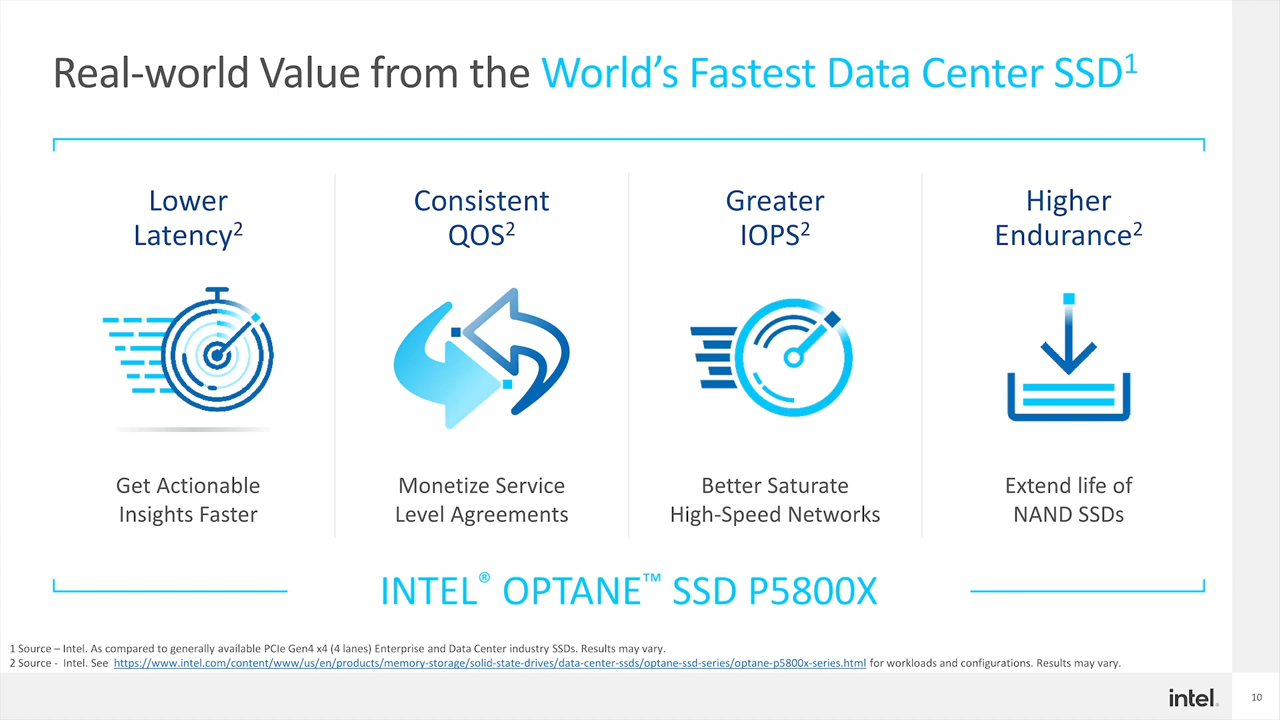 Real-world Value from the World's Fastest Data Center SSD¹
Lower
Latency²
Consistent
QOS²
Greater
IOPS²
Higher
Endurance²
Get Actionable
Insights Faster
Monetize Service
Level Agreements
Better Saturate
High-Speed Networks
Extend life of
NAND SSDs
INTEL® OPTANE™ SSD P5800X
1 Source – Intel. As compared to generally available PCIe Gen4 x4 (4 lanes) Enterprise and Data Center industry SSDs. Results may vary.
2 Source - Intel. See https://www.intel.com/content/www/us/en/products/memory-storage/solid-state-drives/data-center-ssds/optane-ssd-series/optane-p5800x-series.html for workloads and configurations. Results may vary.
intel.
10